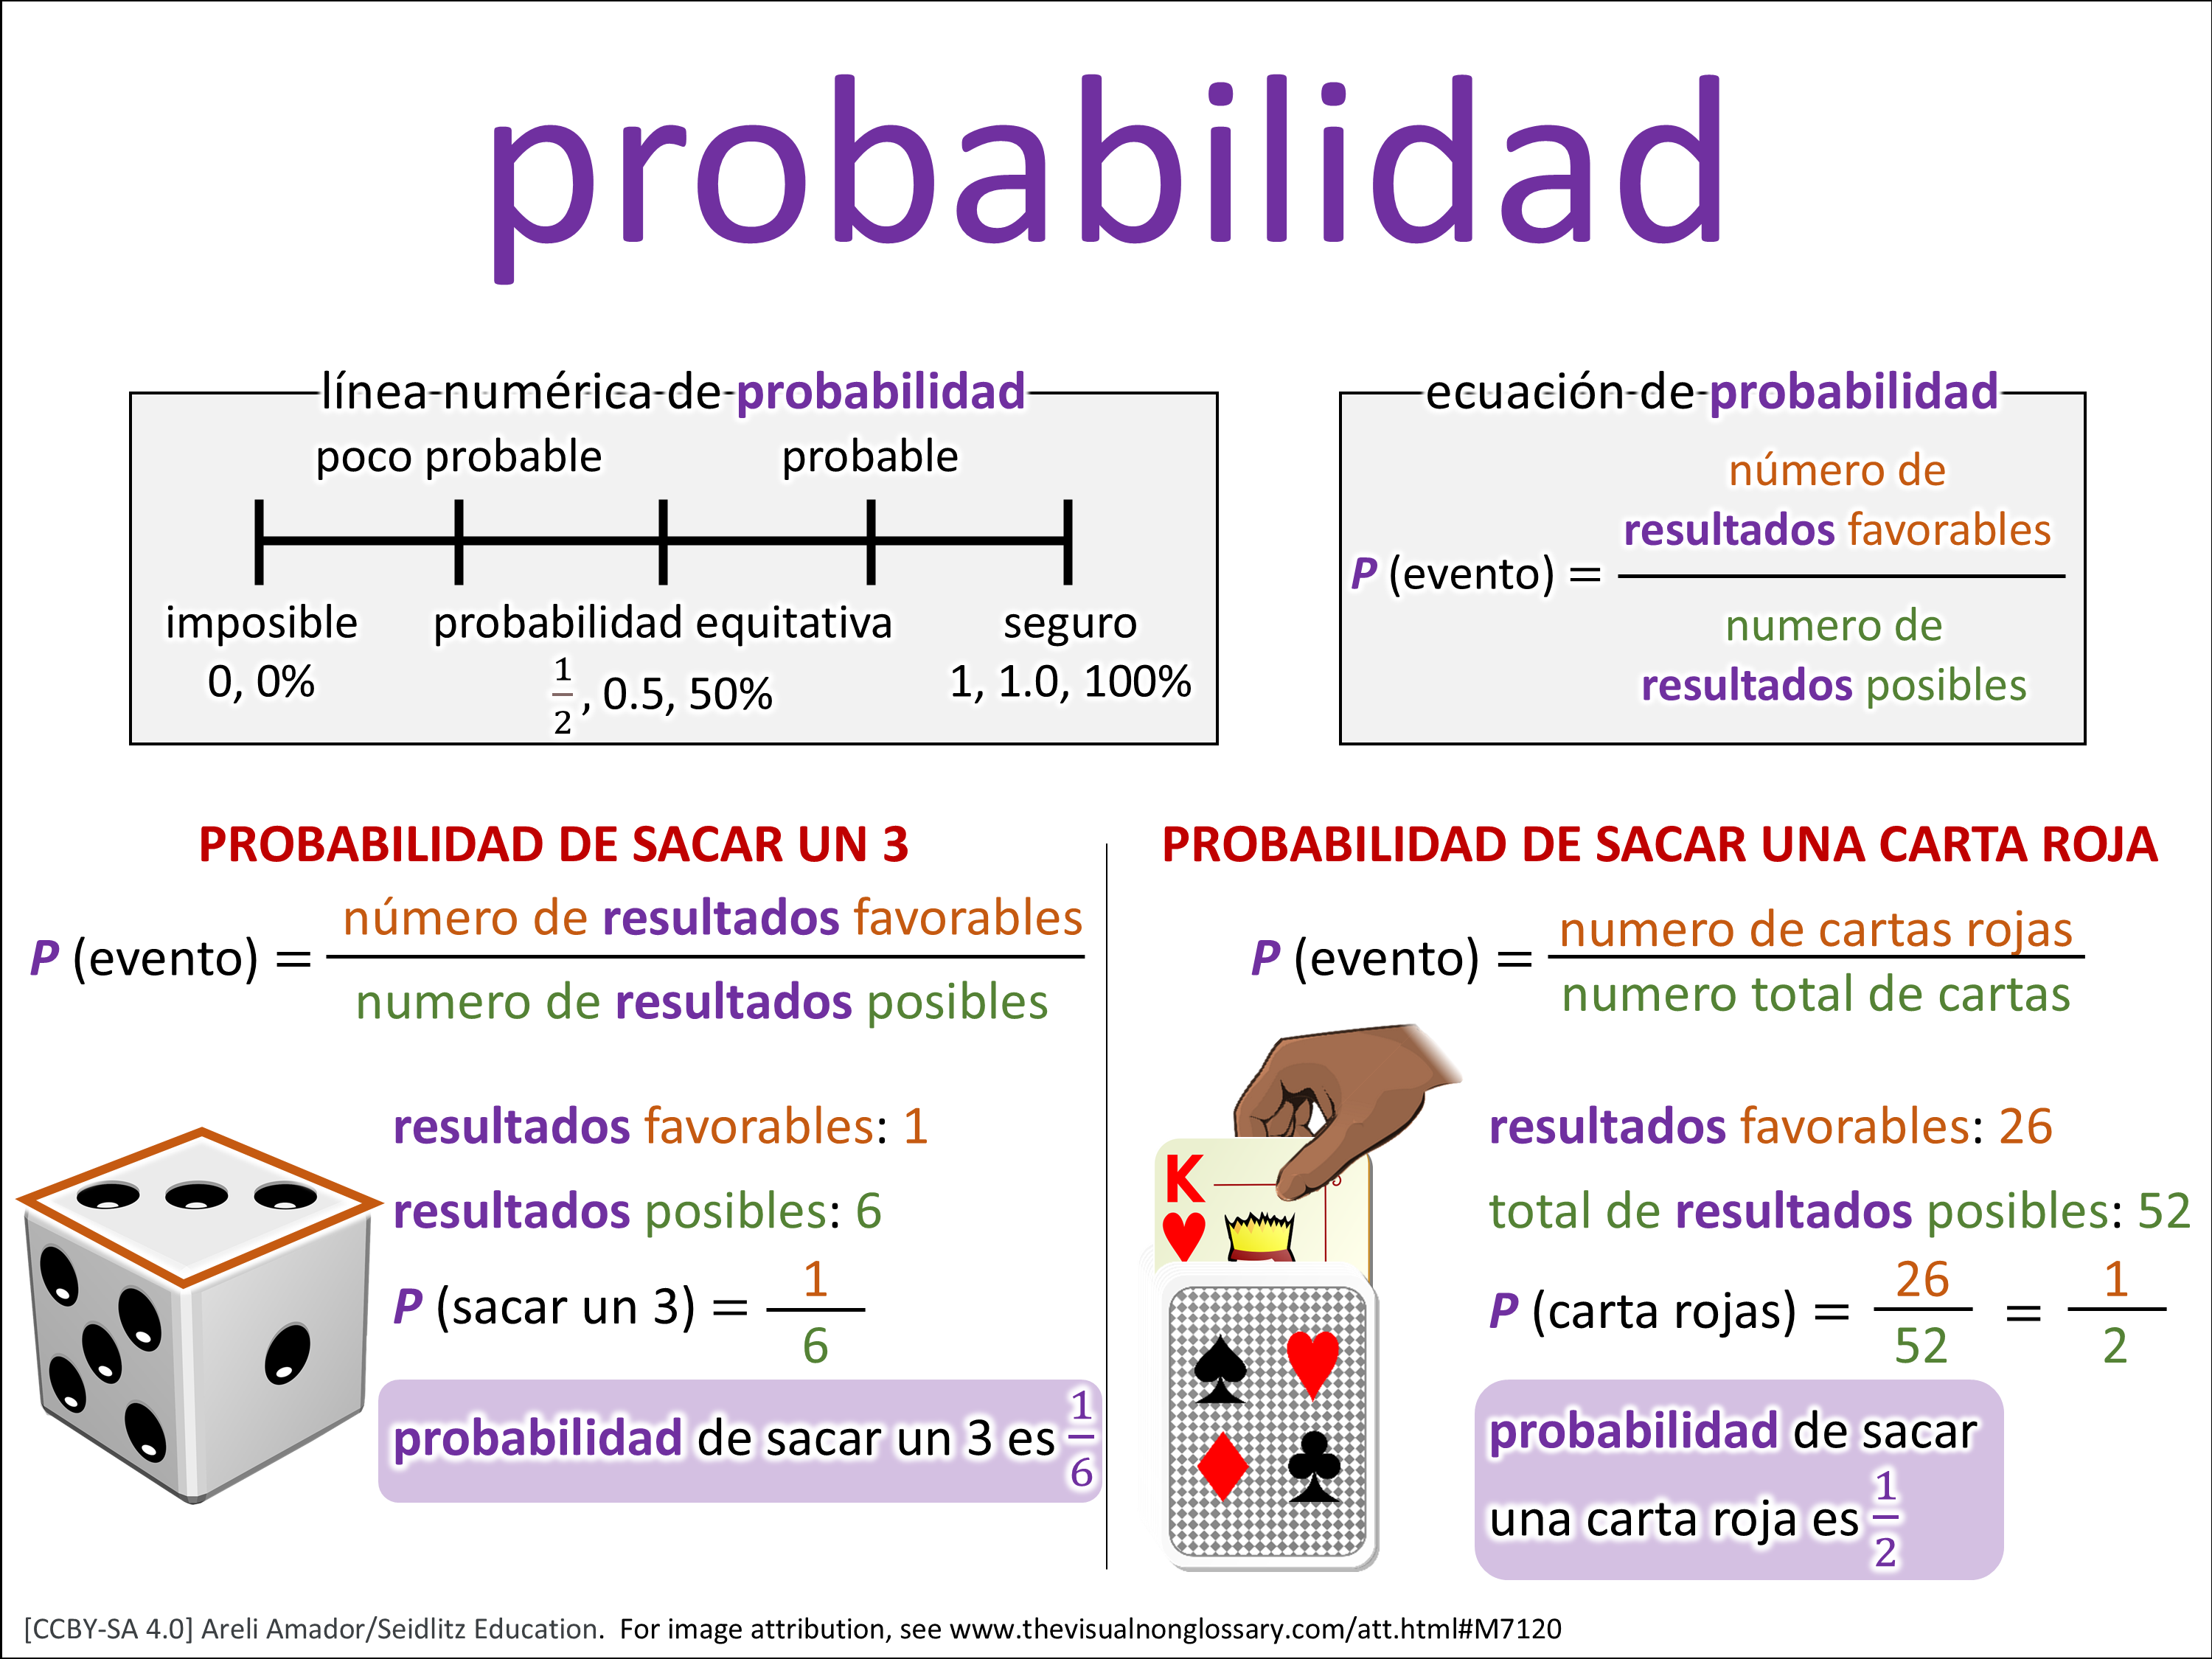 probabilidad
línea numérica de probabilidad
poco probable probable
imposible probabilidad equitativa seguro
0, 0% 1/2, 0.5, 50% 1, 1.0, 100%
ecuación de probabilidad
número de
resultados favorables
P (evento) =
numero de
resultados posibles
PROBABILIDAD DE SACAR UN 3
número de resultados favorables
P (evento) =
numero de resultados posibles
resultados favorables: 1
resultados posibles: 6
P (sacar un 3) = 1/6
probabilidad de sacar un 3 es 1/6
PROBABILIDAD DE SACAR UNA CARTA ROJA
numero de cartas rojas
P (evento) =
numero total de cartas
K
resultados favorables: 26
total de resultados posibles: 52
P (carta rojas) = 26/52 = 1/2
probabilidad de sacar
una carta roja es 1/2
[CCBY-SA 4.0] Areli Amador/Seidlitz Education. For image attribution, see www.thevisualnonglossary.com/att.html#M7120